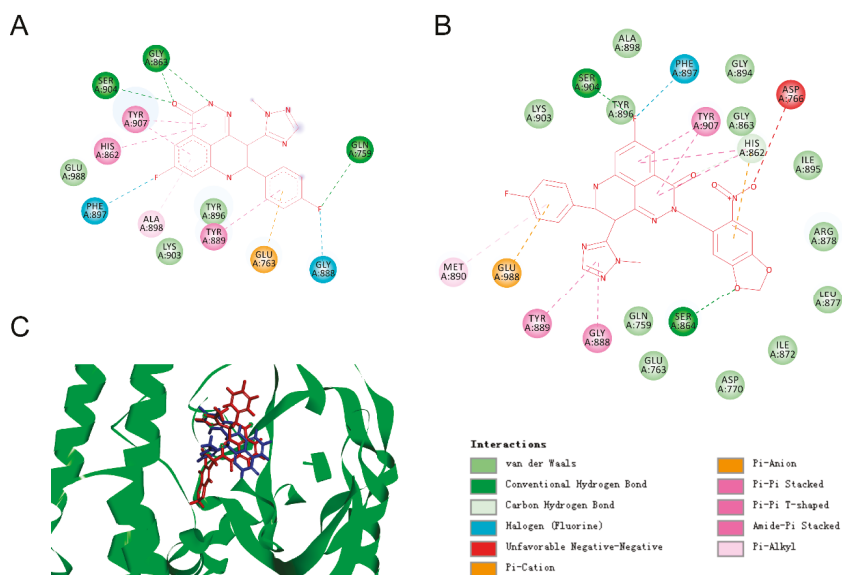 A
GLY
A:863
SER
A:904
O
N
N
N
N
N
TYR
A:907
HIS
A:862
GLN
A:759
GLU
A:988
F
N
F
PHE
A:897
ALA
A:898
TYR
A:896
TYR
A:889
LYS
A:903
GLU
A:763
GLY
A:888
B
ALA
A:898
PHE
A:897
GLY
A:894
SER
A:904
ASP
A:766
LYS
A:903
TYR
A:896
TYR
A:907
GLY
A:863
HIS
A:862
ILE
A:895
F
N
O
N
O
O
N
N
ARG
A:878
MET
A:890
GLU
A:988
N
N
N
O
O
LEU
A:877
TYR
A:889
GLY
A:888
GLN
A:759
SER
A:864
GLU
A:763
ILE
A:872
ASP
A:770
C
Interactions
van der Waals
Conventional Hydrogen Bond
Carbon Hydrogen Bond
Halogen (Fluorine)
Unfavorable Negative-Negative
Pi-Cation
Pi-Anion
Pi-Pi Stacked
Pi-Pi T-shaped
Amide-Pi Stacked
Pi-Alkyl